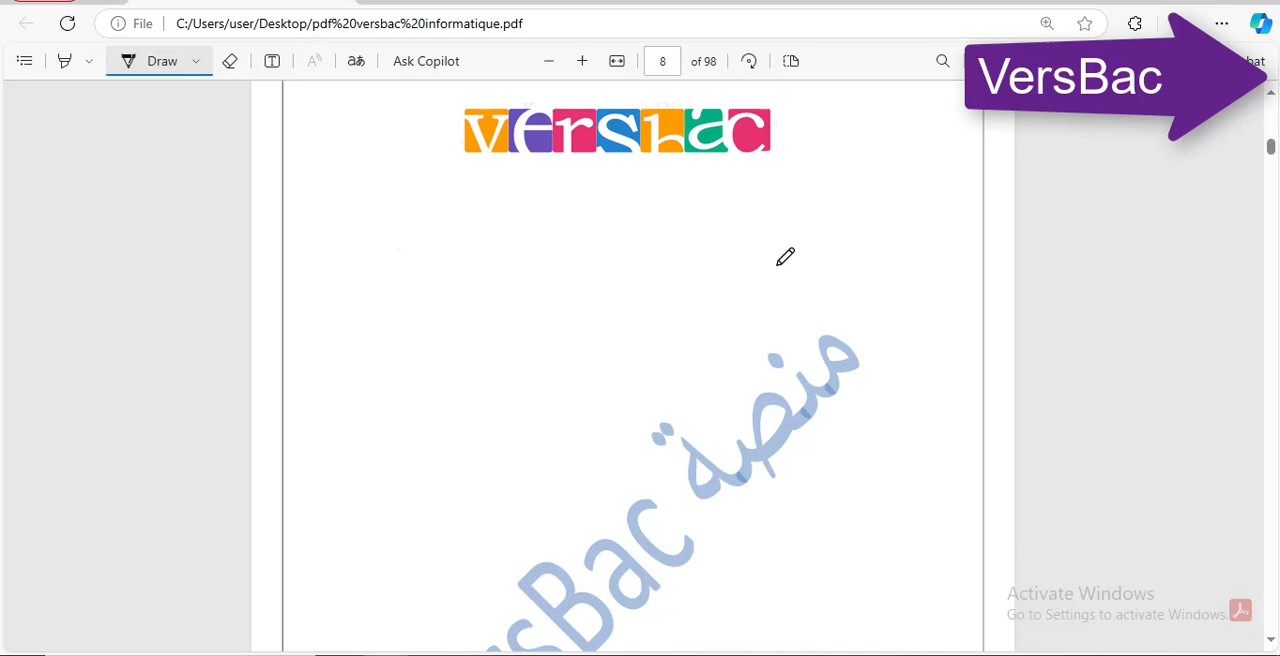 File C:/Users/user/Desktop/pdf%20versbac%20informatique.pdf
Draw Ask Copilot 8 of 98
VersBac
versbac
منصة
sBac
Activate Windows
Go to Settings to activate Windows.